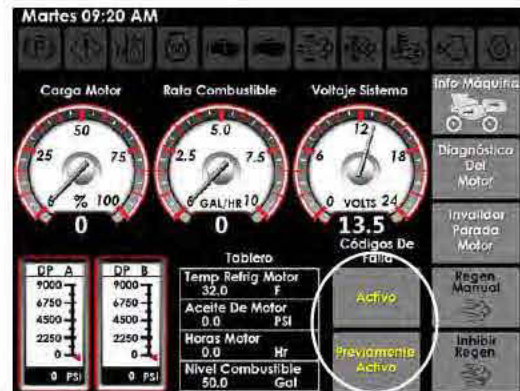 Martes 09:20 AM
Carga Motor
25
50
75
0
%
100
0
Rata Combustible
2.5
5.0
7.5
0
GAL/HR
10
0
Voltaje Sistema
6
12
18
0
VOLTS
24
13.5
Info Máquina
Diagnóstico
Del
Motor
Invalidar
Parada
Motor
Regen
Manual
Inhibir
Regen
DP A
9000
6750
4500
2250
0
0 PSI
DP B
9000
6750
4500
2250
0
0 PSI
Tablero
Temp Refrig Motor
32.0 F
Aceite De Motor
0.0 PSI
Horas Motor
0.0 Hr
Nivel Combustible
50.0 Gal
Códigos De
Falla
Activo
Previamente
Activo